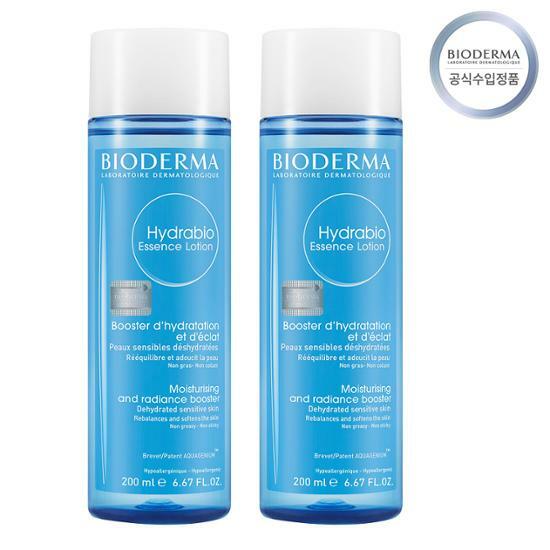 BIODERMA
LABORATOIRE DERMATOLOGIQUE
Hydrabio
Essence Lotion
Booster d'hydratation
et d'éclat
Peaux sensibles déshydratées
Rééquilibre et adoucit la peau
Non gras- Non collant
Moisturising
and radiance booster
Dehydrated sensitive skin
Rebalances and softens the skin
Non greasy - Non sticky
Brevet/Patent AQUAGENIUM™
Hypoallergénique - Hypoallergenic
200 ml e 6.67 FL.OZ.
BIODERMA
LABORATOIRE DERMATOLOGIQUE
Hydrabio
Essence Lotion
Booster d'hydratation
et d'éclat
Peaux sensibles déshydratées
Rééquilibre et adoucit la peau
Non gras- Non collant
Moisturising
and radiance booster
Dehydrated sensitive skin
Rebalances and softens the skin
Non greasy - Non sticky
Brevet/Patent AQUAGENIUM™
Hypoallergénique - Hypoallergenic
200 ml e 6.67 FL.OZ.
BIODERMA
LABORATOIRE DERMATOLOGIQUE
공식수입정품